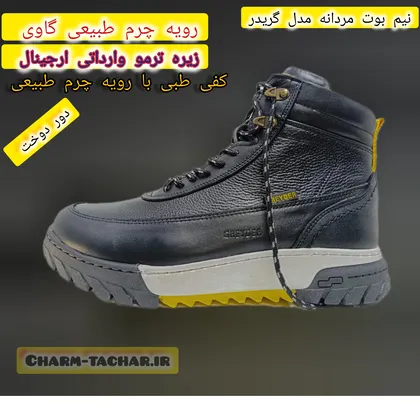 نیم بوت مردانه مدل گریدر
رویه چرم طبیعی گاوی
زیره ترمو وارداتی ارجینال
کفی طبی با رویه چرم طبیعی
دور دوخت
CHARM-TACHAR.IR